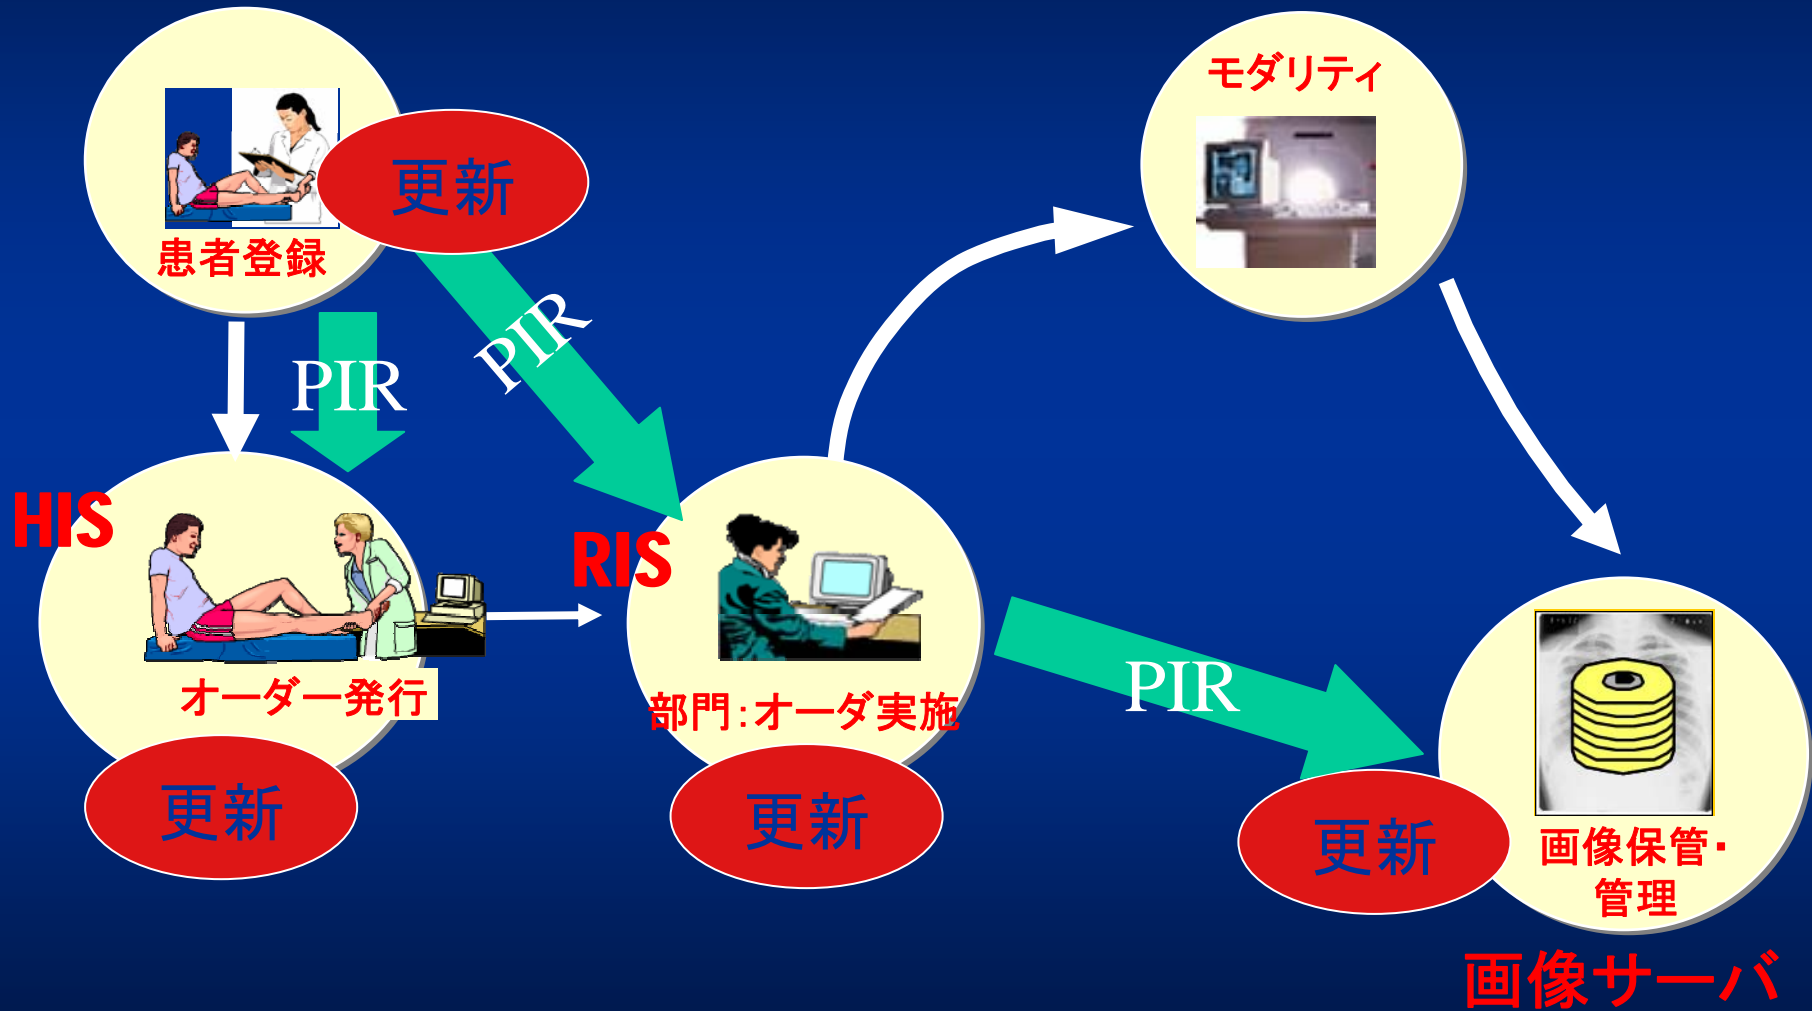 モダリティ
更新
患者登録
PIR
PIR
HIS
RIS
オーダー発行
部門：オーダ実施
PIR
更新
更新
更新
画像保管・
管理
画像サーバ